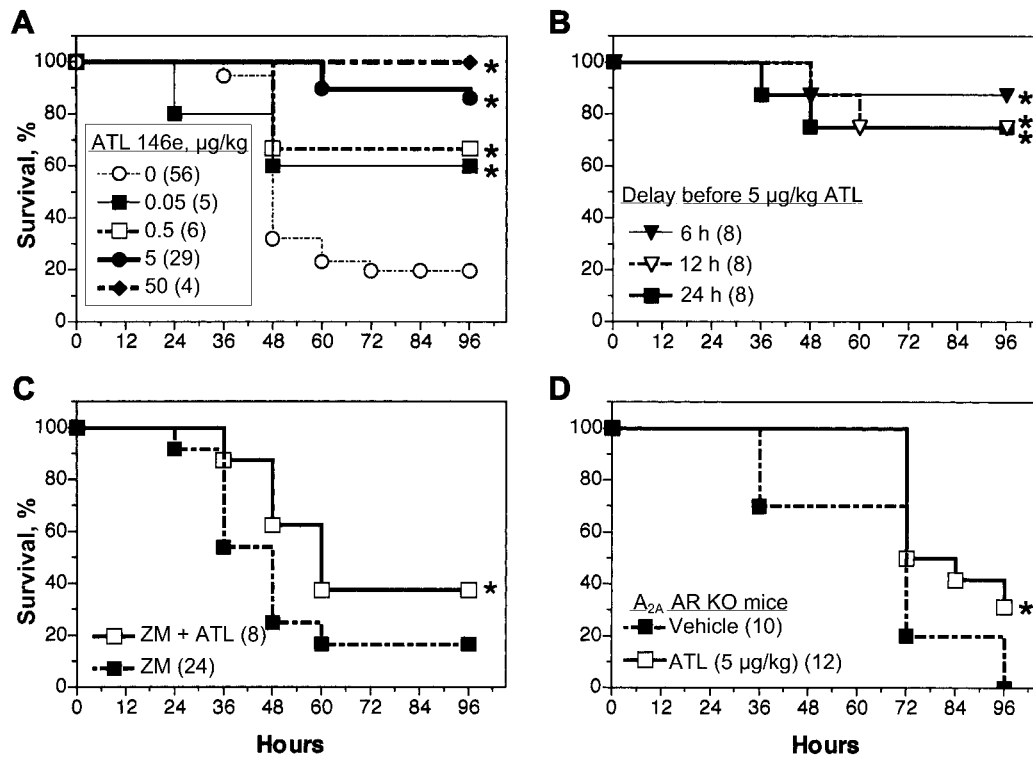 A
Survival, %
100
80
60
40
20
0
ATL 146e, µg/kg
0 (56)
0.05 (5)
0.5 (6)
5 (29)
50 (4)
*
*
*
*
0 12 24 36 48 60 72 84 96
B
100
80
60
40
20
0
Delay before 5 µg/kg ATL
6 h (8)
12 h (8)
24 h (8)
*
*
*
0 12 24 36 48 60 72 84 96
C
Survival, %
100
80
60
40
20
0
ZM + ATL (8)
ZM (24)
*
0 12 24 36 48 60 72 84 96
Hours
D
100
80
60
40
20
0
A2A AR KO mice
Vehicle (10)
ATL (5 µg/kg) (12)
*
0 12 24 36 48 60 72 84 96
Hours